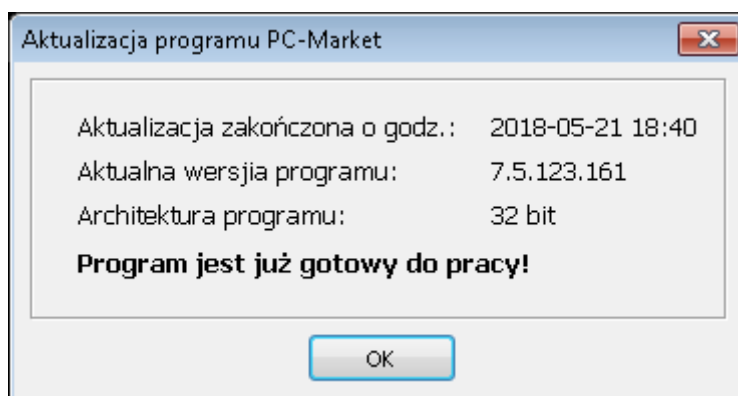 Aktualizacja programu PC-Market
Aktualizacja zakończona o godz.: 2018-05-21 18:40
Aktualna wersjia programu: 7.5.123.161
Architektura programu: 32 bit
Program jest już gotowy do pracy!
OK